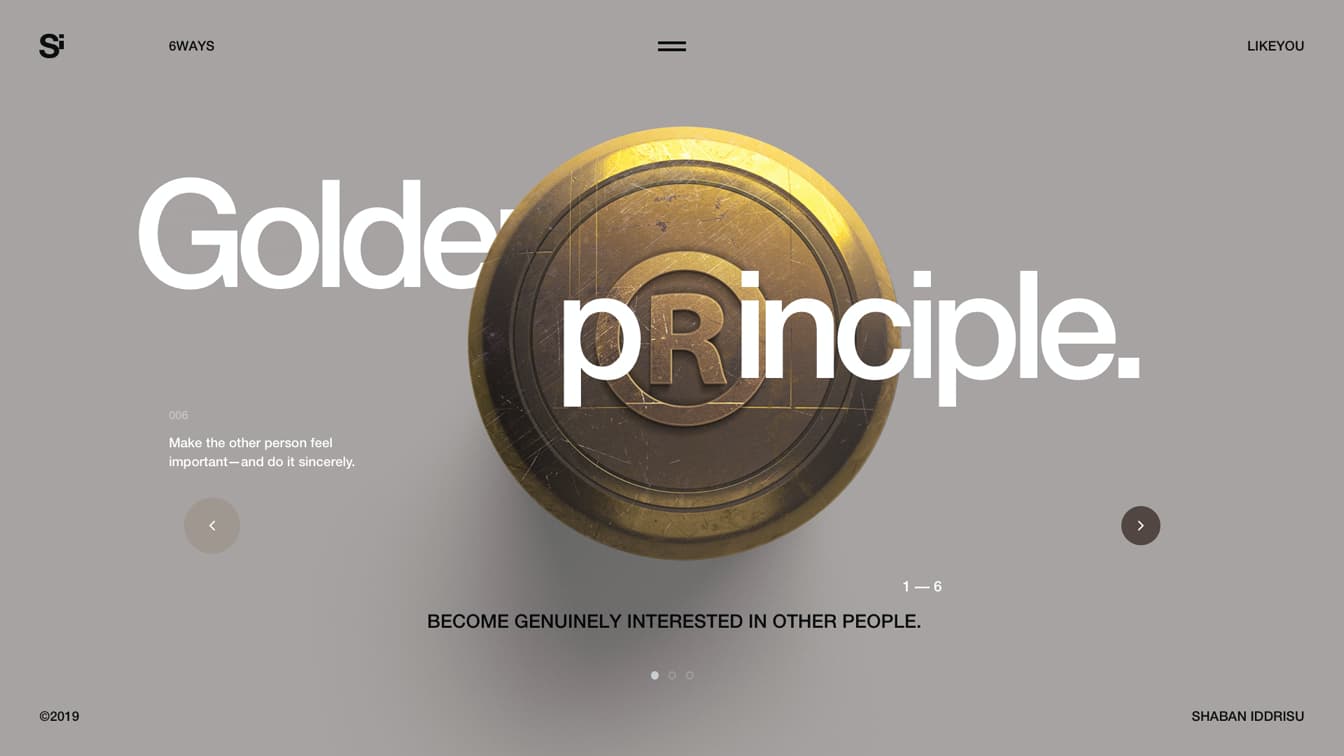 Si
6WAYS
LIKEYOU
Golde
pRinciple.
006
Make the other person feel
important—and do it sincerely.
1 — 6
BECOME GENUINELY INTERESTED IN OTHER PEOPLE.
©2019
SHABAN IDDRISU